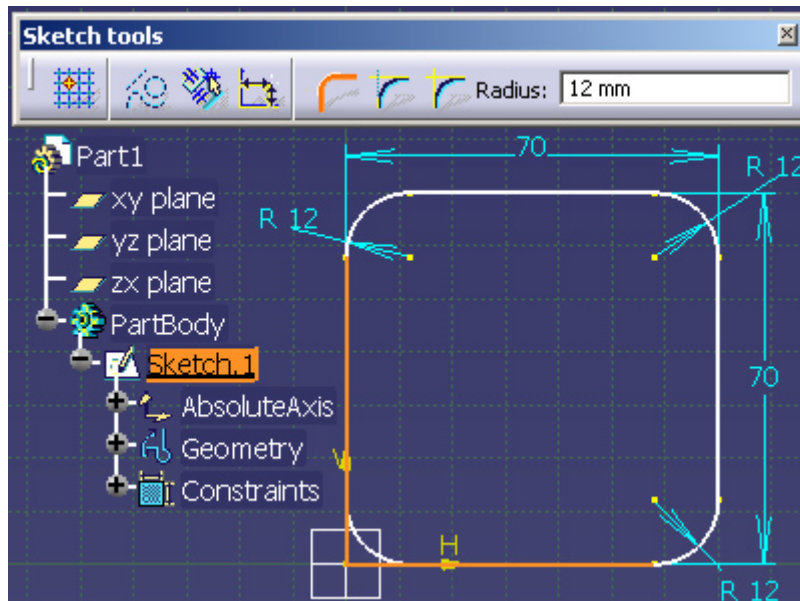 Sketch tools
Radius: 12 mm
Part1
xy plane
yz plane
zx plane
PartBody
Sketch.1
AbsoluteAxis
Geometry
Constraints
70
R 12
R 12
70
V
H
R 12